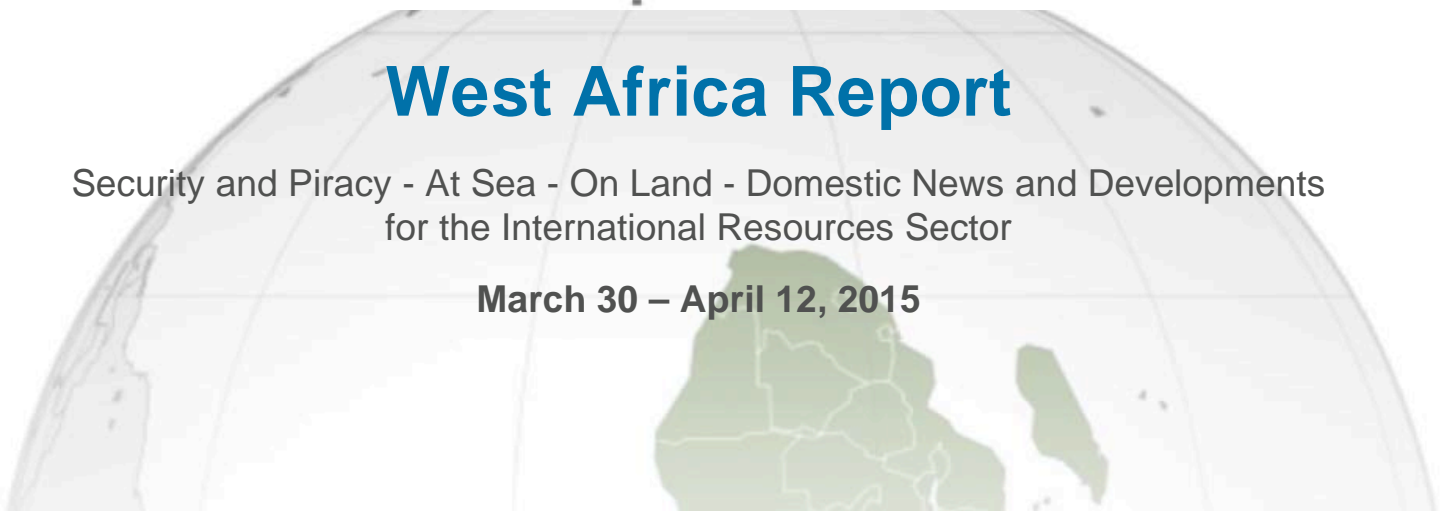 West Africa Report
Security and Piracy - At Sea - On Land - Domestic News and Developments
for the International Resources Sector
March 30 – April 12, 2015